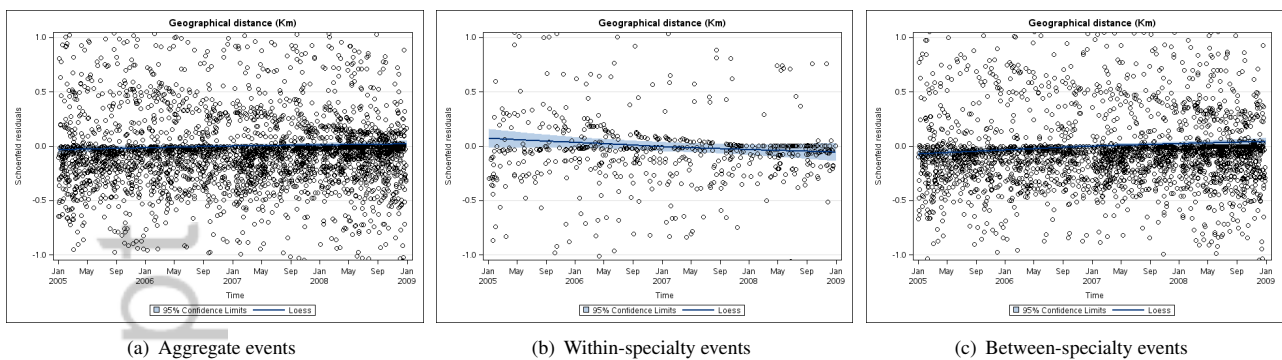 Geographical distance (Km)
Schoenfeld residuals
1.0
0.5
0.0
-0.5
-1.0
Jan May Sep Jan May Sep Jan May Sep Jan May Sep Jan
2005 2006 2007 2008 2009
Time
95% Confidence Limits Loess
(a) Aggregate events
Geographical distance (Km)
Schoenfeld residuals
1.0
0.5
0.0
-0.5
-1.0
Jan May Sep Jan May Sep Jan May Sep Jan May Sep Jan
2005 2006 2007 2008 2009
Time
95% Confidence Limits Loess
(b) Within-specialty events
Geographical distance (Km)
Schoenfeld residuals
1.0
0.5
0.0
-0.5
-1.0
Jan May Sep Jan May Sep Jan May Sep Jan May Sep Jan
2005 2006 2007 2008 2009
Time
95% Confidence Limits Loess
(c) Between-specialty events
pt